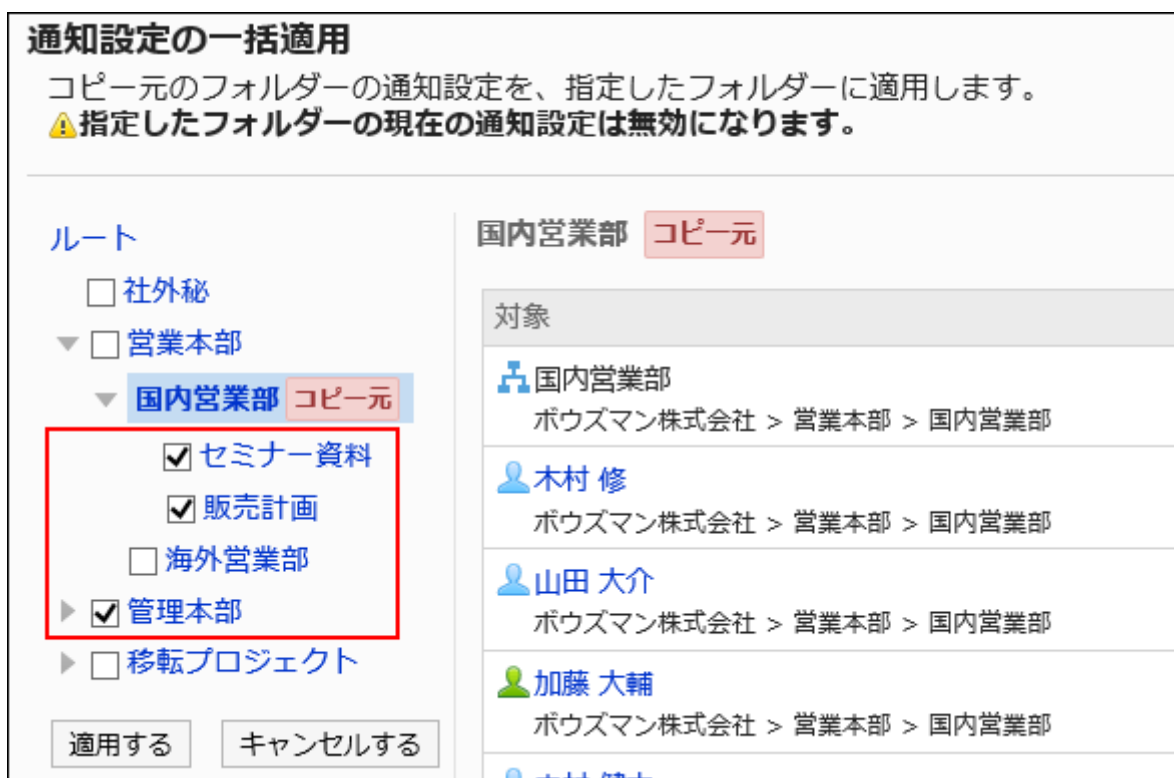 通知設定の一括適用
コピー元のフォルダーの通知設定を、指定したフォルダーに適用します。
指定したフォルダーの現在の通知設定は無効になります。
ルート
社外秘
営業本部
国内営業部 コピー元
セミナー資料
販売計画
海外営業部
管理本部
移転プロジェクト
適用する キャンセルする
国内営業部 コピー元
対象
国内営業部
ボウズマン株式会社 > 営業本部 > 国内営業部
木村 修
ボウズマン株式会社 > 営業本部 > 国内営業部
山田 大介
ボウズマン株式会社 > 営業本部 > 国内営業部
加藤 大輔
ボウズマン株式会社 > 営業本部 > 国内営業部